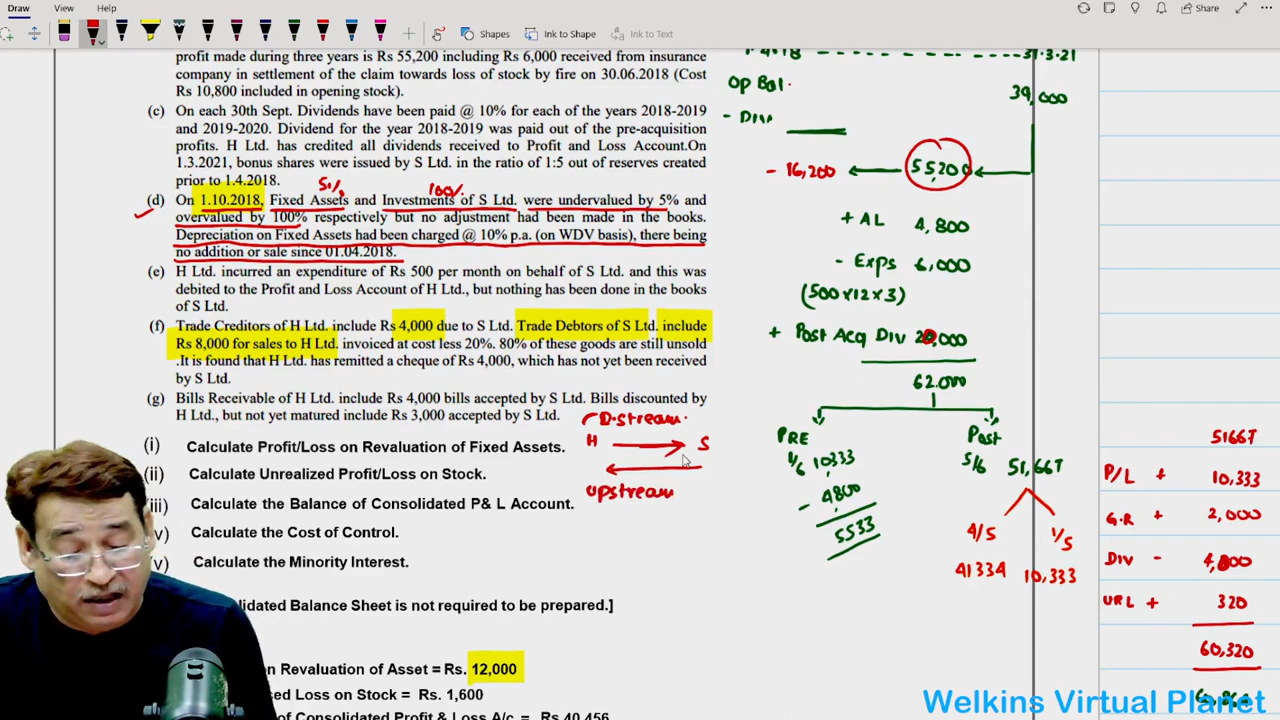 Draw View Help
Shapes Ink to Shape Ink to Text Share
profit made during three years is Rs 55,200 including Rs 6,000 received from insurance
company in settlement of the claim towards loss of stock by fire on 30.06.2018 (Cost
Rs 10,800 included in opening stock).
(c) On each 30th Sept. Dividends have been paid @ 10% for each of the years 2018-2019
and 2019-2020. Dividend for the year 2018-2019 was paid out of the pre-acquisition
profits. H Ltd. has credited all dividends received to Profit and Loss Account.On
1.3.2021, bonus shares were issued by S Ltd. in the ratio of 1:5 out of reserves created
prior to 1.4.2018.
5% 100%
(d) On 1.10.2018, Fixed Assets and Investments of S Ltd. were undervalued by 5% and
overvalued by 100% respectively but no adjustment had been made in the books.
Depreciation on Fixed Assets had been charged @ 10% p.a. (on WDV basis), there being
no addition or sale since 01.04.2018.
(e) H Ltd. incurred an expenditure of Rs 500 per month on behalf of S Ltd. and this was
debited to the Profit and Loss Account of H Ltd., but nothing has been done in the books
of S Ltd.
(f) Trade Creditors of H Ltd. include Rs 4,000 due to S Ltd. Trade Debtors of S Ltd. include
Rs 8,000 for sales to H Ltd. invoiced at cost less 20%. 80% of these goods are still unsold
.It is found that H Ltd. has remitted a cheque of Rs 4,000, which has not yet been received
by S Ltd.
(g) Bills Receivable of H Ltd. include Rs 4,000 bills accepted by S Ltd. Bills discounted by
H Ltd., but not yet matured include Rs 3,000 accepted by S Ltd.
D.stream.
H S
upstream
(i) Calculate Profit/Loss on Revaluation of Fixed Assets.
(ii) Calculate Unrealized Profit/Loss on Stock.
(iii) Calculate the Balance of Consolidated P& L Account.
v) Calculate the Cost of Control.
v) Calculate the Minority Interest.
idated Balance Sheet is not required to be prepared.]
on Revaluation of Asset = Rs. 12,000
sed Loss on Stock = Rs. 1,600
of Consolidated Profit & Loss A/c = Rs 40,456
1-4-18 31-3-21
Op Bal 39,000
- Div
- 16,200 55,200
+ AL 4,800
- Exps 6,000
(500x12x3)
+ Post Acq Div 20,000
62.000
PRE Post
1/6 10333 5/6 51,667
- 4800
5533
4/5 1/5
41334 10,333
51667
P/L + 10,333
G.R + 2,000
Div - 4,800
URL + 320
60,320
Welkins Virtual Planet